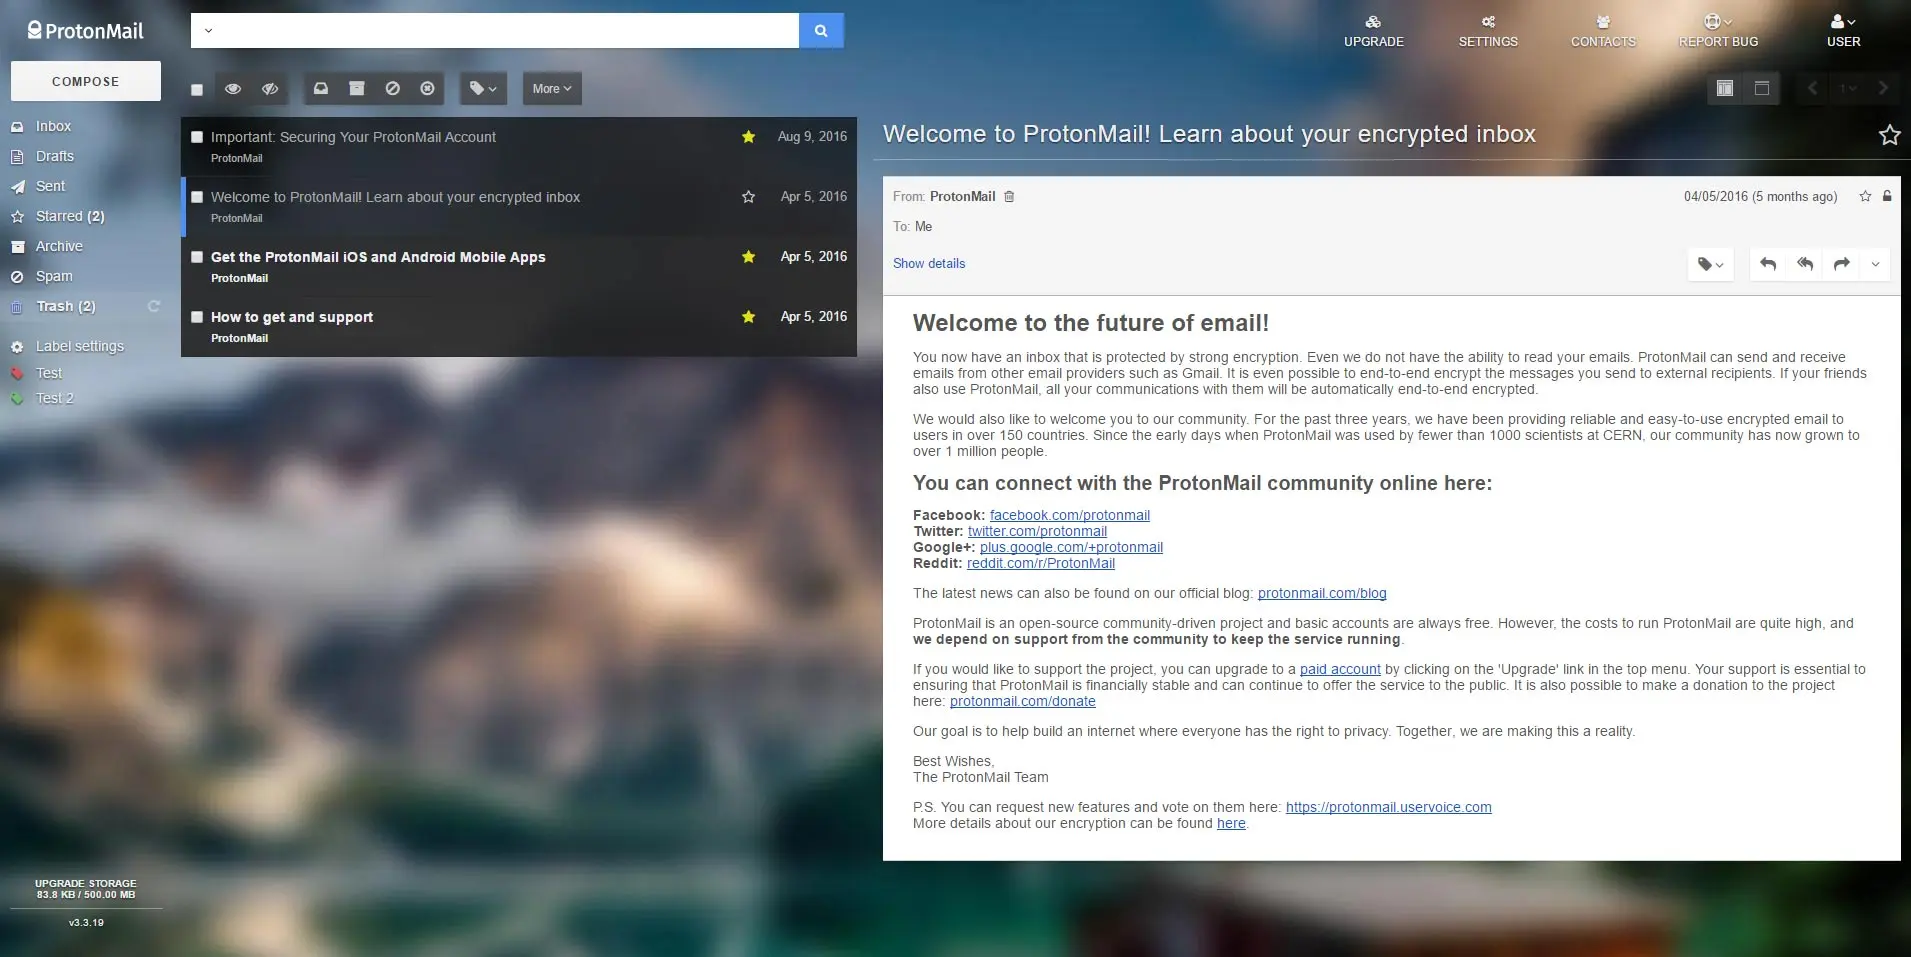 ProtonMail
UPGRADE
SETTINGS
CONTACTS
REPORT BUG
USER
COMPOSE
More
1
Inbox
Drafts
Sent
Starred (2)
Archive
Spam
Trash (2)
Label settings
Test
Test 2
UPGRADE STORAGE
83.8 KB / 500.00 MB
v3.3.19
Important: Securing Your ProtonMail Account
Aug 9, 2016
ProtonMail
Welcome to ProtonMail! Learn about your encrypted inbox
Apr 5, 2016
ProtonMail
Get the ProtonMail iOS and Android Mobile Apps
Apr 5, 2016
ProtonMail
How to get and support
Apr 5, 2016
ProtonMail
Welcome to ProtonMail! Learn about your encrypted inbox
From: ProtonMail
04/05/2016 (5 months ago)
To: Me
Show details
Welcome to the future of email!
You now have an inbox that is protected by strong encryption. Even we do not have the ability to read your emails. ProtonMail can send and receive
emails from other email providers such as Gmail. It is even possible to end-to-end encrypt the messages you send to external recipients. If your friends
also use ProtonMail, all your communications with them will be automatically end-to-end encrypted.
We would also like to welcome you to our community. For the past three years, we have been providing reliable and easy-to-use encrypted email to
users in over 150 countries. Since the early days when ProtonMail was used by fewer than 1000 scientists at CERN, our community has now grown to
over 1 million people.
You can connect with the ProtonMail community online here:
Facebook: facebook.com/protonmail
Twitter: twitter.com/protonmail
Google+: plus.google.com/+protonmail
Reddit: reddit.com/r/ProtonMail
The latest news can also be found on our official blog: protonmail.com/blog
ProtonMail is an open-source community-driven project and basic accounts are always free. However, the costs to run ProtonMail are quite high, and
we depend on support from the community to keep the service running.
If you would like to support the project, you can upgrade to a paid account by clicking on the 'Upgrade' link in the top menu. Your support is essential to
ensuring that ProtonMail is financially stable and can continue to offer the service to the public. It is also possible to make a donation to the project
here: protonmail.com/donate
Our goal is to help build an internet where everyone has the right to privacy. Together, we are making this a reality.
Best Wishes,
The ProtonMail Team
P.S. You can request new features and vote on them here: https://protonmail.uservoice.com
More details about our encryption can be found here.